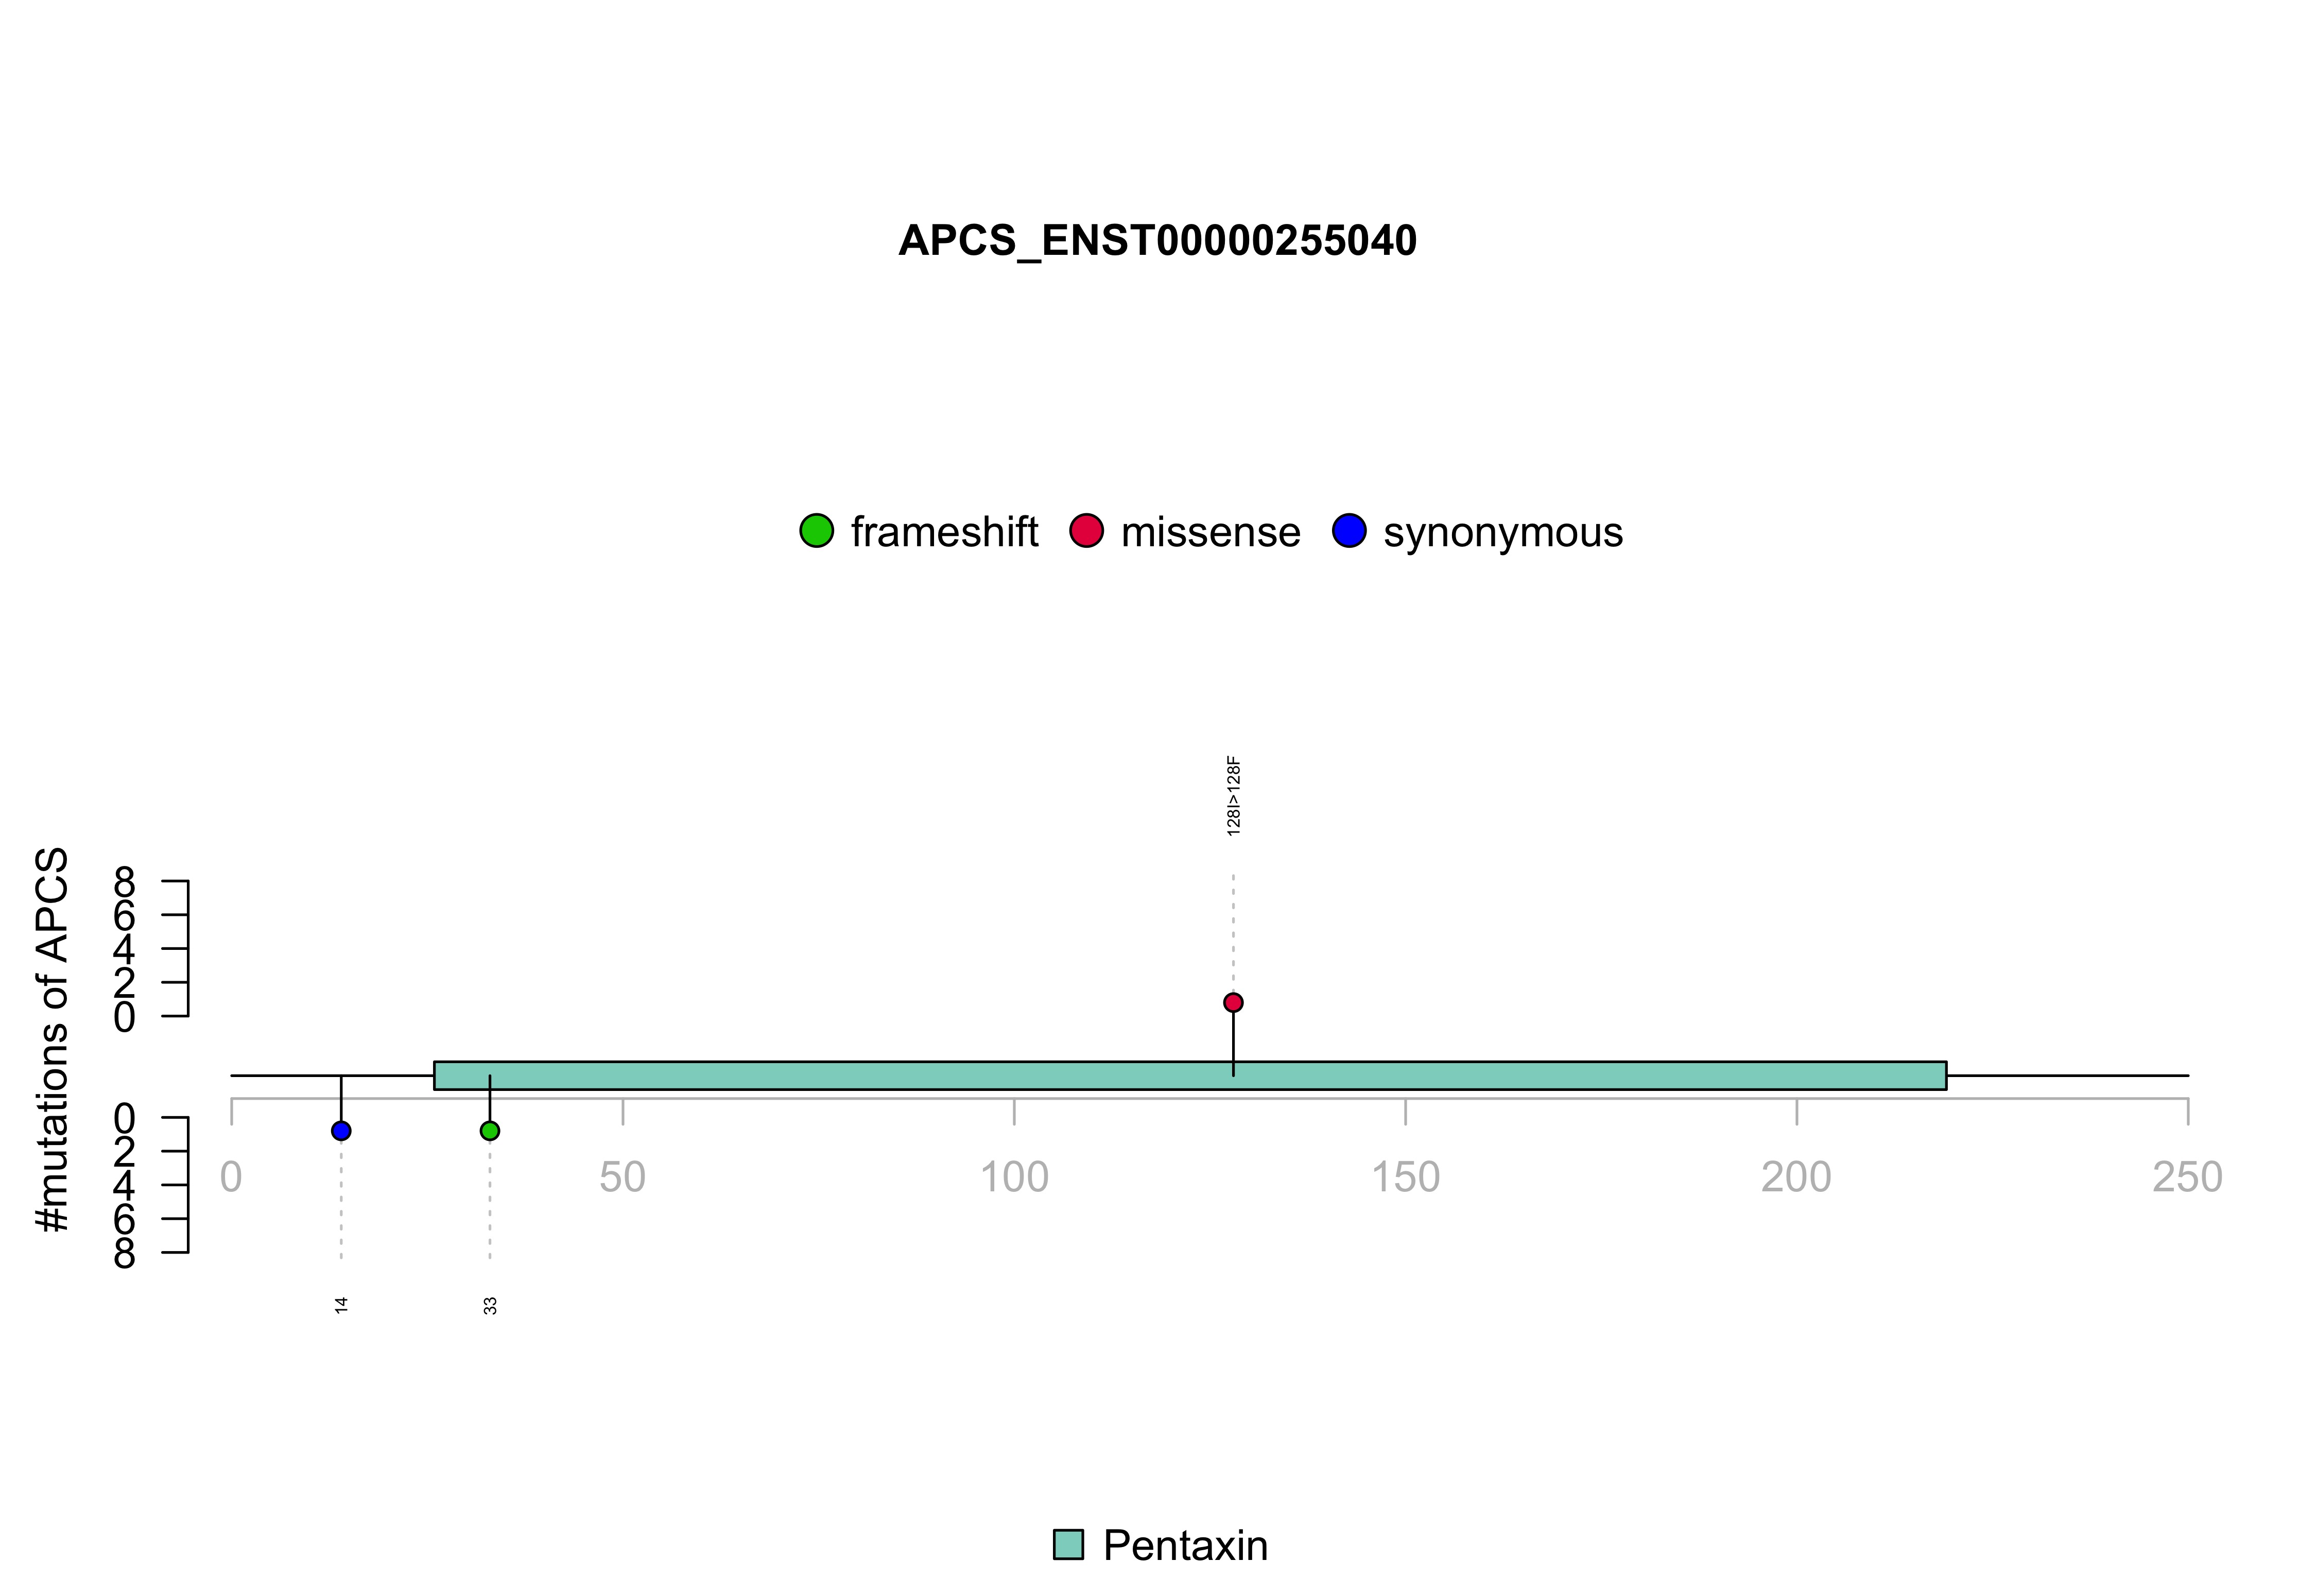 APCS_ENST00000255040
frameshift missense synonymous
128I>128F
#mutations of APCS
8
6
4
2
0
0
2
4
6
8
0 50 100 150 200 250
14 33
Pentaxin